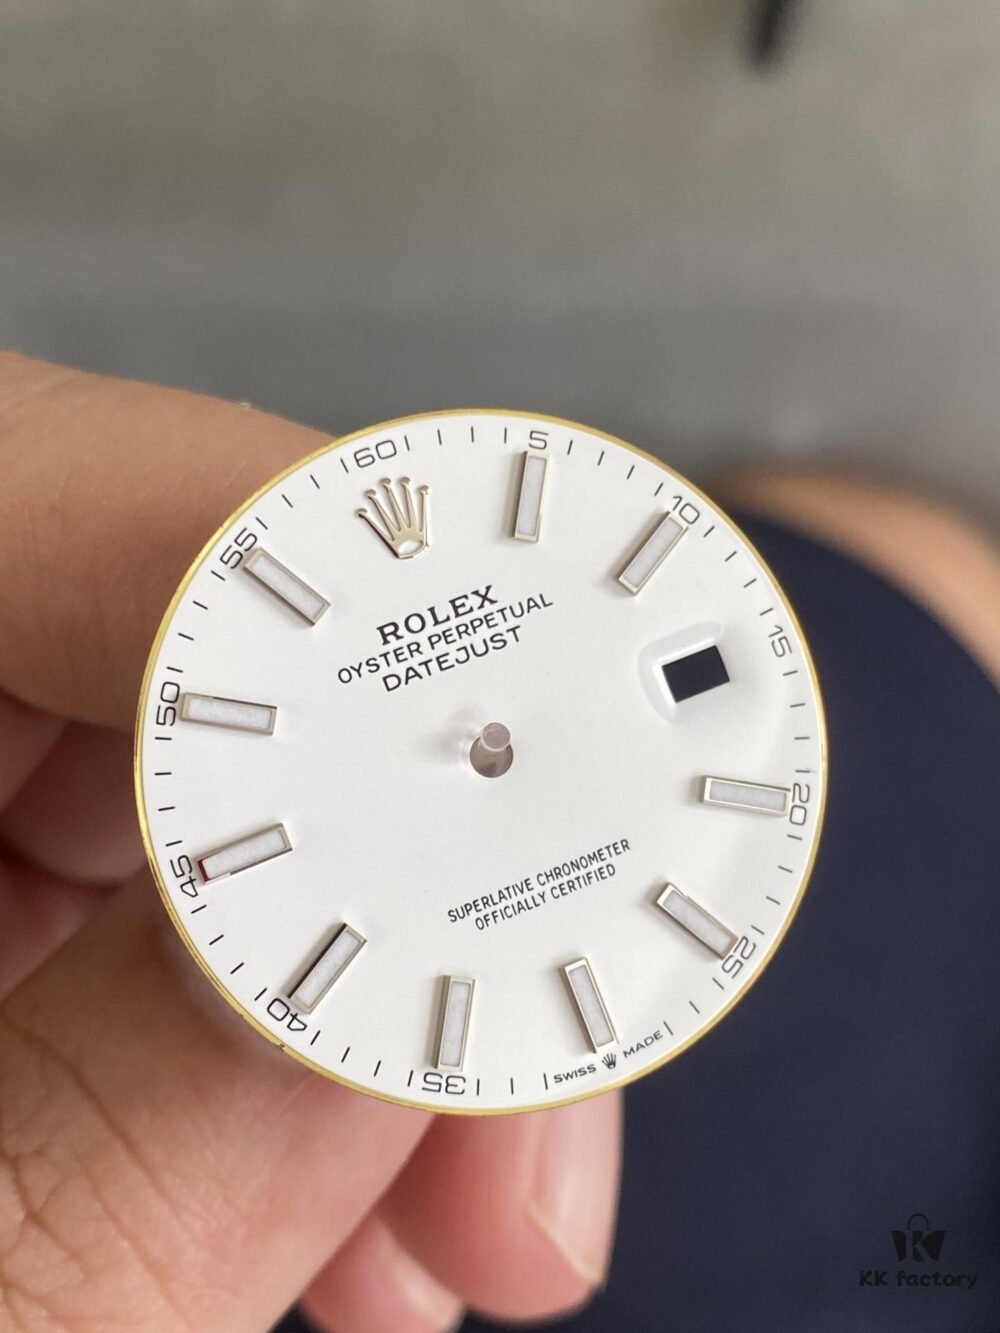 60
5
10
15
20
25
35
40
45
50
55
ROLEX
OYSTER PERPETUAL
DATEJUST
SUPERLATIVE CHRONOMETER
OFFICIALLY CERTIFIED
SWISS MADE
KK factory